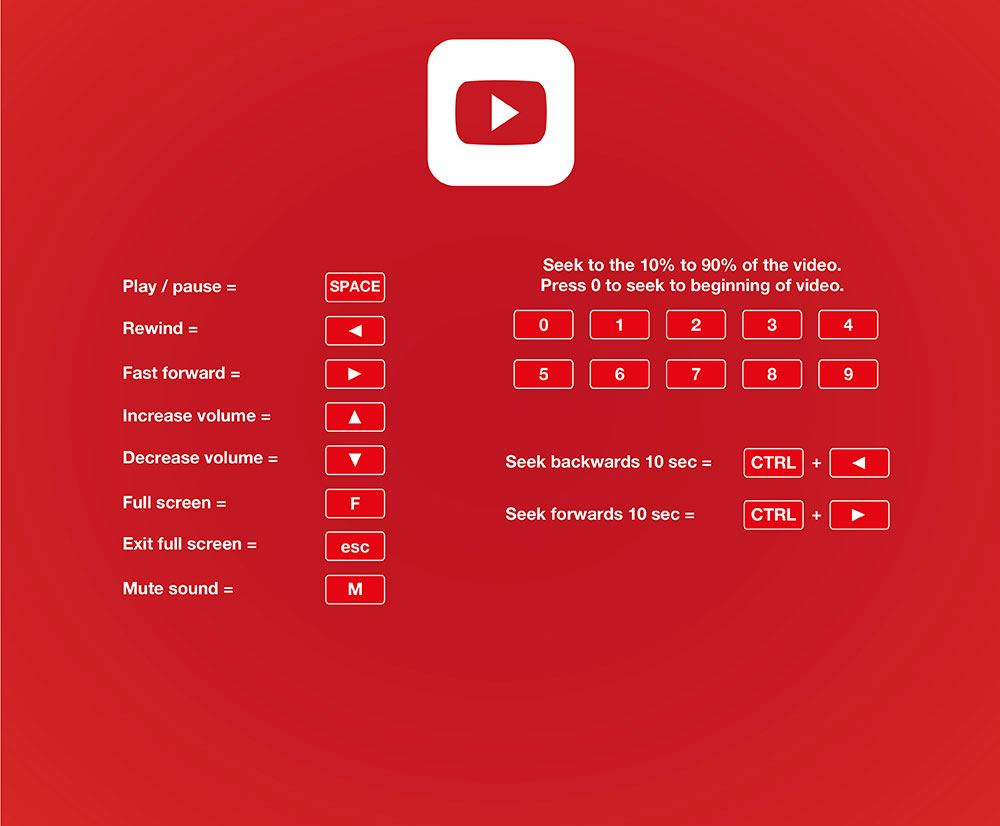 Play / pause = SPACE
Rewind = ◄
Fast forward = ►
Increase volume = ▲
Decrease volume = ▼
Full screen = F
Exit full screen = esc
Mute sound = M
Seek to the 10% to 90% of the video.
Press 0 to seek to beginning of video.
0 1 2 3 4
5 6 7 8 9
Seek backwards 10 sec = CTRL + ◄
Seek forwards 10 sec = CTRL + ►